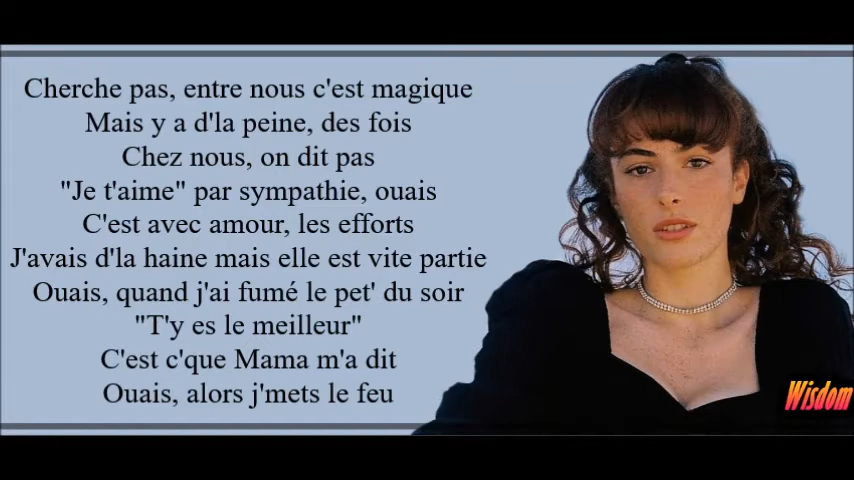 Cherche pas, entre nous c'est magique
Mais y a d'la peine, des fois
Chez nous, on dit pas
"Je t'aime" par sympathie, ouais
C'est avec amour, les efforts
J'avais d'la haine mais elle est vite partie
Ouais, quand j'ai fumé le pet' du soir
"T'y es le meilleur"
C'est c'que Mama m'a dit
Ouais, alors j'mets le feu
Wisdom